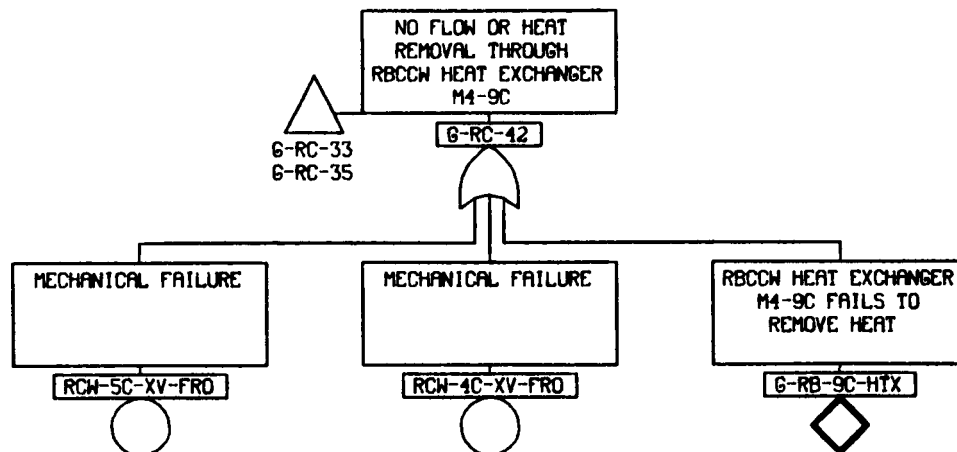 NO FLOW OR HEAT
REMOVAL THROUGH
RBCCW HEAT EXCHANGER
M4-9C
G-RC-42
G-RC-33
G-RC-35
MECHANICAL FAILURE
MECHANICAL FAILURE
RBCCW HEAT EXCHANGER
M4-9C FAILS TO
REMOVE HEAT
RCW-5C-XV-FRO
RCW-4C-XV-FRO
G-RB-9C-HTX